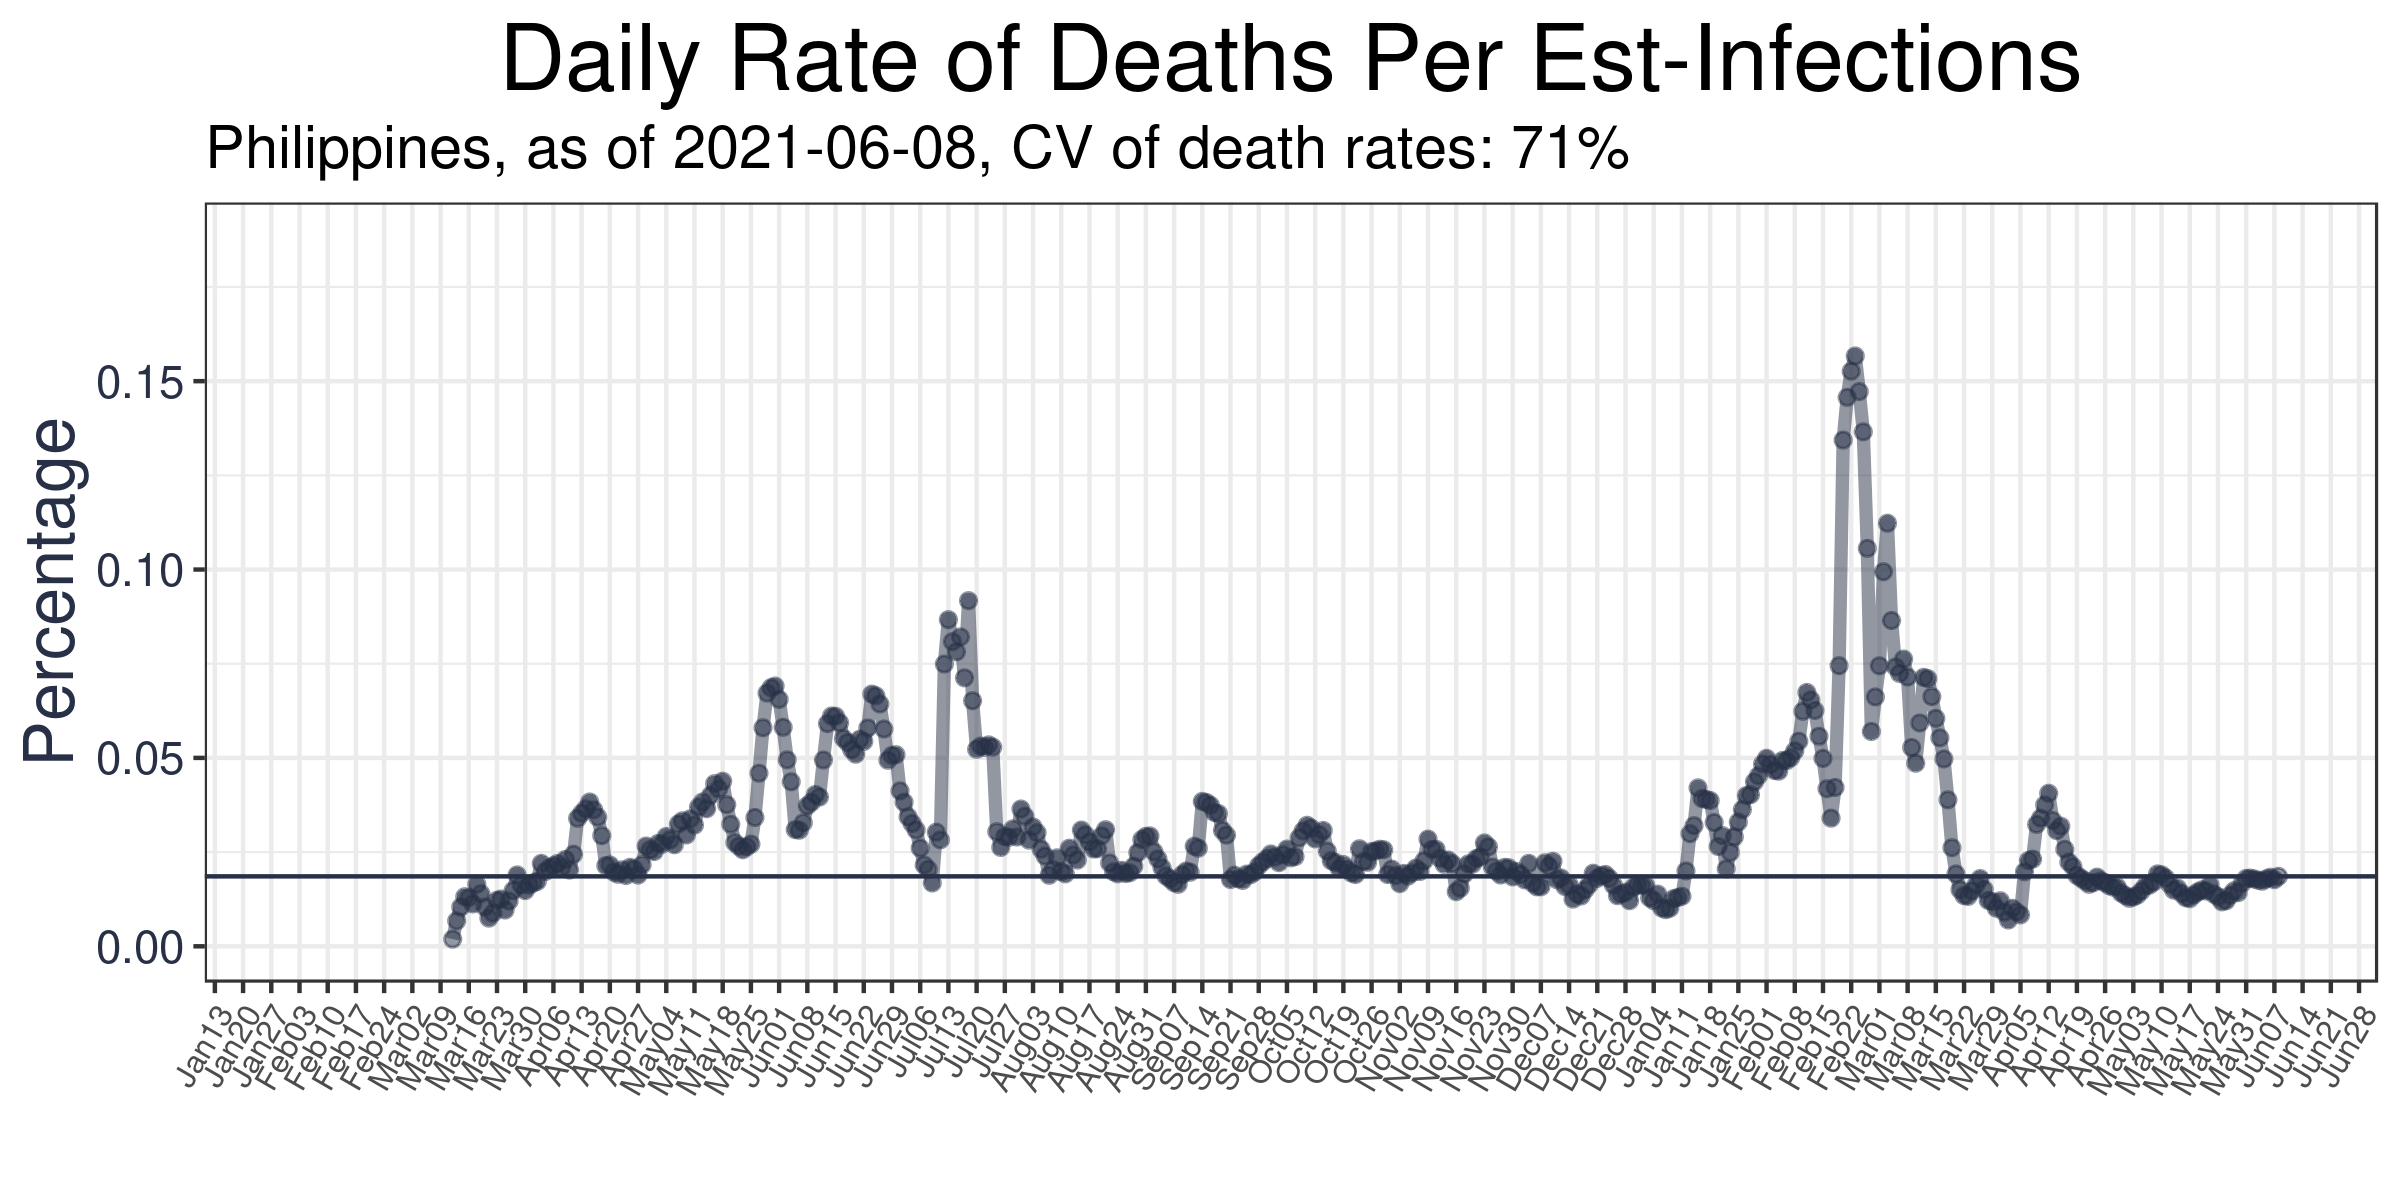 Daily Rate of Deaths Per Est-Infections
Philippines, as of 2021-06-08, CV of death rates: 71%
Percentage
0.15
0.10
0.05
0.00
Jan13
Jan20
Jan27
Feb03
Feb10
Feb17
Feb24
Mar02
Mar09
Mar16
Mar23
Mar30
Apr06
Apr13
Apr20
Apr27
May04
May11
May18
May25
Jun01
Jun08
Jun15
Jun22
Jun29
Jul06
Jul13
Jul20
Jul27
Aug03
Aug10
Aug17
Aug24
Aug31
Sep07
Sep14
Sep21
Sep28
Oct05
Oct12
Oct19
Oct26
Nov02
Nov09
Nov16
Nov23
Nov30
Dec07
Dec14
Dec21
Dec28
Jan04
Jan11
Jan18
Jan25
Feb01
Feb08
Feb15
Feb22
Mar01
Mar08
Mar15
Mar22
Mar29
Apr05
Apr12
Apr19
Apr26
May03
May10
May17
May24
May31
Jun07
Jun14
Jun21
Jun28